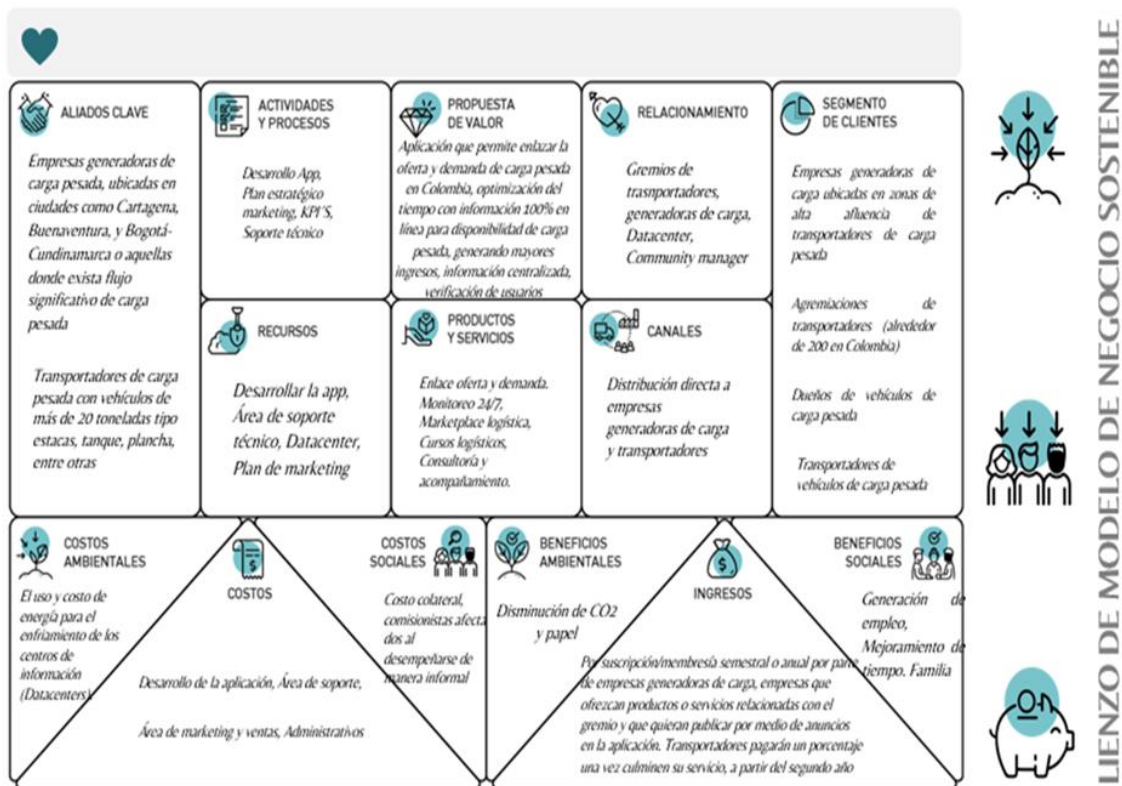 ALIADOS CLAVE
Empresas generadoras de
carga pesada, ubicadas en
ciudades como Cartagena,
Buenaventura, y Bogotá-
Cundinamarca o aquellas
donde exista flujo
significativo de carga
pesada
Transportadores de carga
pesada con vehículos de
más de 20 toneladas tipo
estacas, tanque, plancha,
entre otras
ACTIVIDADES
Y PROCESOS
Desarrollo App,
Plan estratégico
marketing, KPI'S,
Soporte técnico
RECURSOS
Desarrollar la app,
Área de soporte
técnico, Datacenter,
Plan de marketing
PROPUESTA
DE VALOR
Aplicación que permite enlazar la
oferta y demanda de carga pesada
en Colombia, optimización del
tiempo con información 100% en
línea para disponibilidad de carga
pesada, generando mayores
ingresos, información centralizada,
verificación de usuarios
PRODUCTOS
Y SERVICIOS
Enlace oferta y demanda.
Monitoreo 24/7,
Marketplace logística,
Cursos logísticos,
Consultoría y
acompañamiento.
RELACIONAMIENTO
Gremios de
trasnportadores,
generadoras de carga,
Datacenter,
Community manager
CANALES
Distribución directa a
empresas
generadoras de carga
y transportadores
SEGMENTO
DE CLIENTES
Empresas generadoras de
carga ubicadas en zonas de
alta afluencia de
transportadores de carga
pesada
Agremiaciones de
transportadores (alrededor
de 200 en Colombia)
Dueños de vehículos de
carga pesada
Transportadores de
vehículos de carga pesada
COSTOS
AMBIENTALES
El uso y costo de
energía para el
enfriamiento de los
centros de
información
(Datacenters)
COSTOS
Desarrollo de la aplicación, Área de soporte,
Área de marketing y ventas, Administrativos
COSTOS
SOCIALES
Costo colateral,
comisionistas afecta
dos al
desempeñarse de
manera informal
BENEFICIOS
AMBIENTALES
Disminución de CO2
y papel
INGRESOS
Por suscripción/membresía semestral o anual por parte
de empresas generadoras de carga, empresas que
ofrezcan productos o servicios relacionadas con el
gremio y que quieran publicar por medio de anuncios
en la aplicación. Transportadores pagarán un porcentaje
una vez culminen su servicio, a partir del segundo año
BENEFICIOS
SOCIALES
Generación de
empleo,
Mejoramiento de
tiempo. Familia
LIENZO DE MODELO DE NEGOCIO SOSTENIBLE